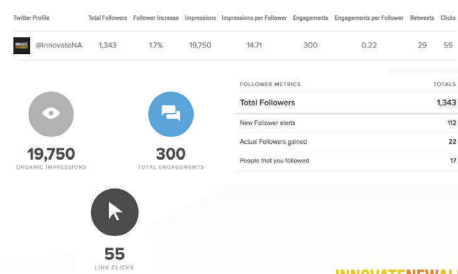 Twitter Profile Total Followers Follower Increase Impressions Impressions per Follower Engagements Engagements per Follower Retweets Clicks
@InnovateNA 1,343 1.7% 19,750 14.71 300 0.22 29 55
19,750
ORGANIC IMPRESSIONS
300
TOTAL ENGAGEMENTS
55
LINK CLICKS
FOLLOWER METRICS TOTALS
Total Followers 1,343
New Follower alerts 112
Actual Followers gained 22
People that you followed 17